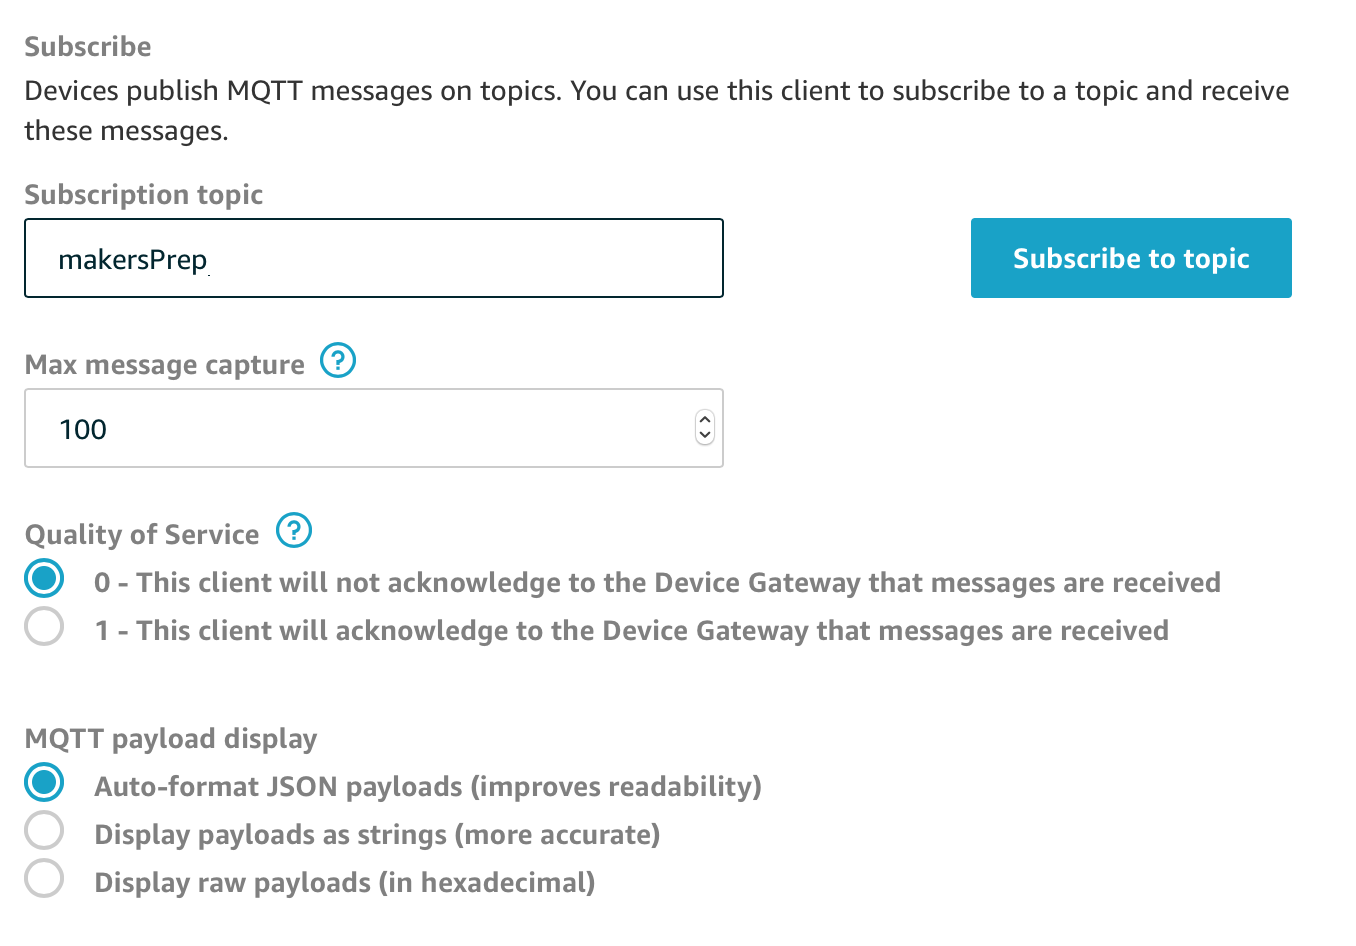 Subscribe
Devices publish MQTT messages on topics. You can use this client to subscribe to a topic and receive
these messages.
Subscription topic
makersPrep
Subscribe to topic
Max message capture ?
100
Quality of Service ?
0 - This client will not acknowledge to the Device Gateway that messages are received
1 - This client will acknowledge to the Device Gateway that messages are received
MQTT payload display
Auto-format JSON payloads (improves readability)
Display payloads as strings (more accurate)
Display raw payloads (in hexadecimal)